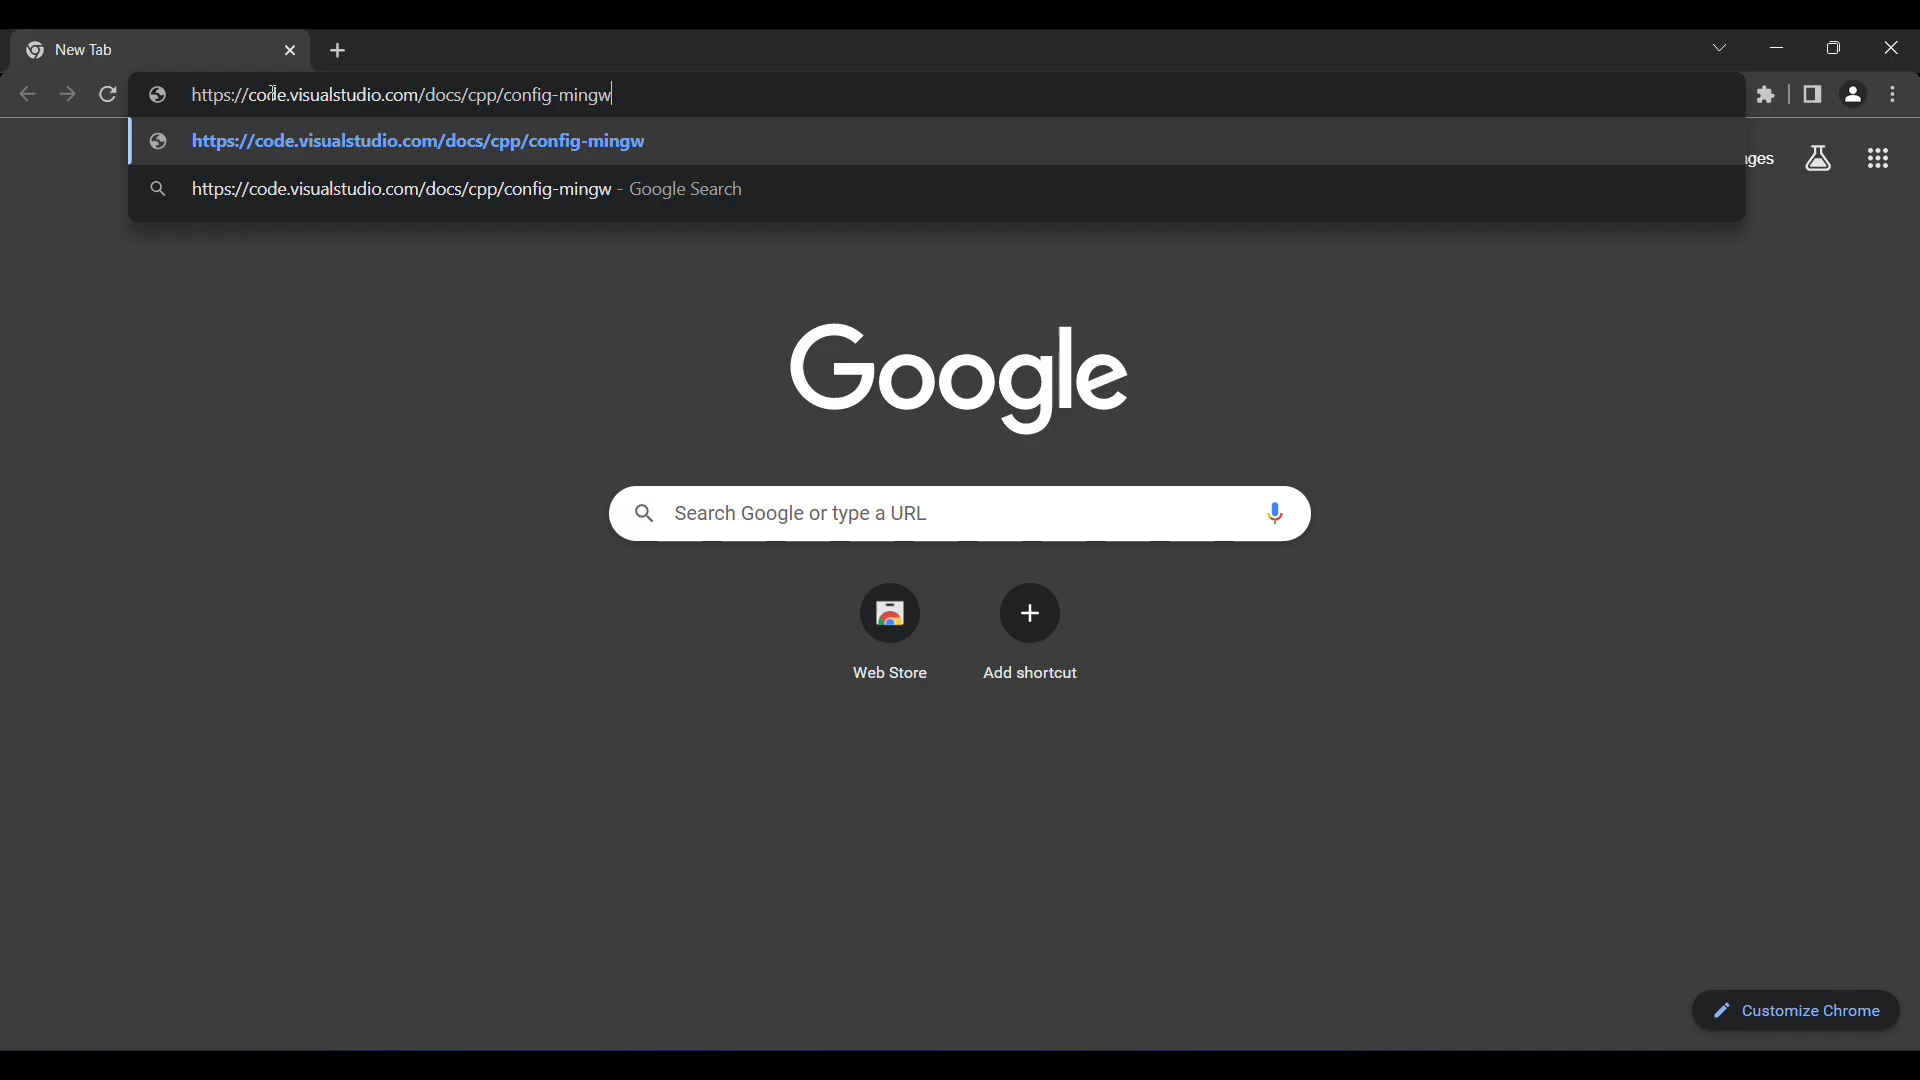 New Tab
https://code.visualstudio.com/docs/cpp/config-mingw
https://code.visualstudio.com/docs/cpp/config-mingw
https://code.visualstudio.com/docs/cpp/config-mingw - Google Search
ges
Google
Search Google or type a URL
Web Store
Add shortcut
Customize Chrome